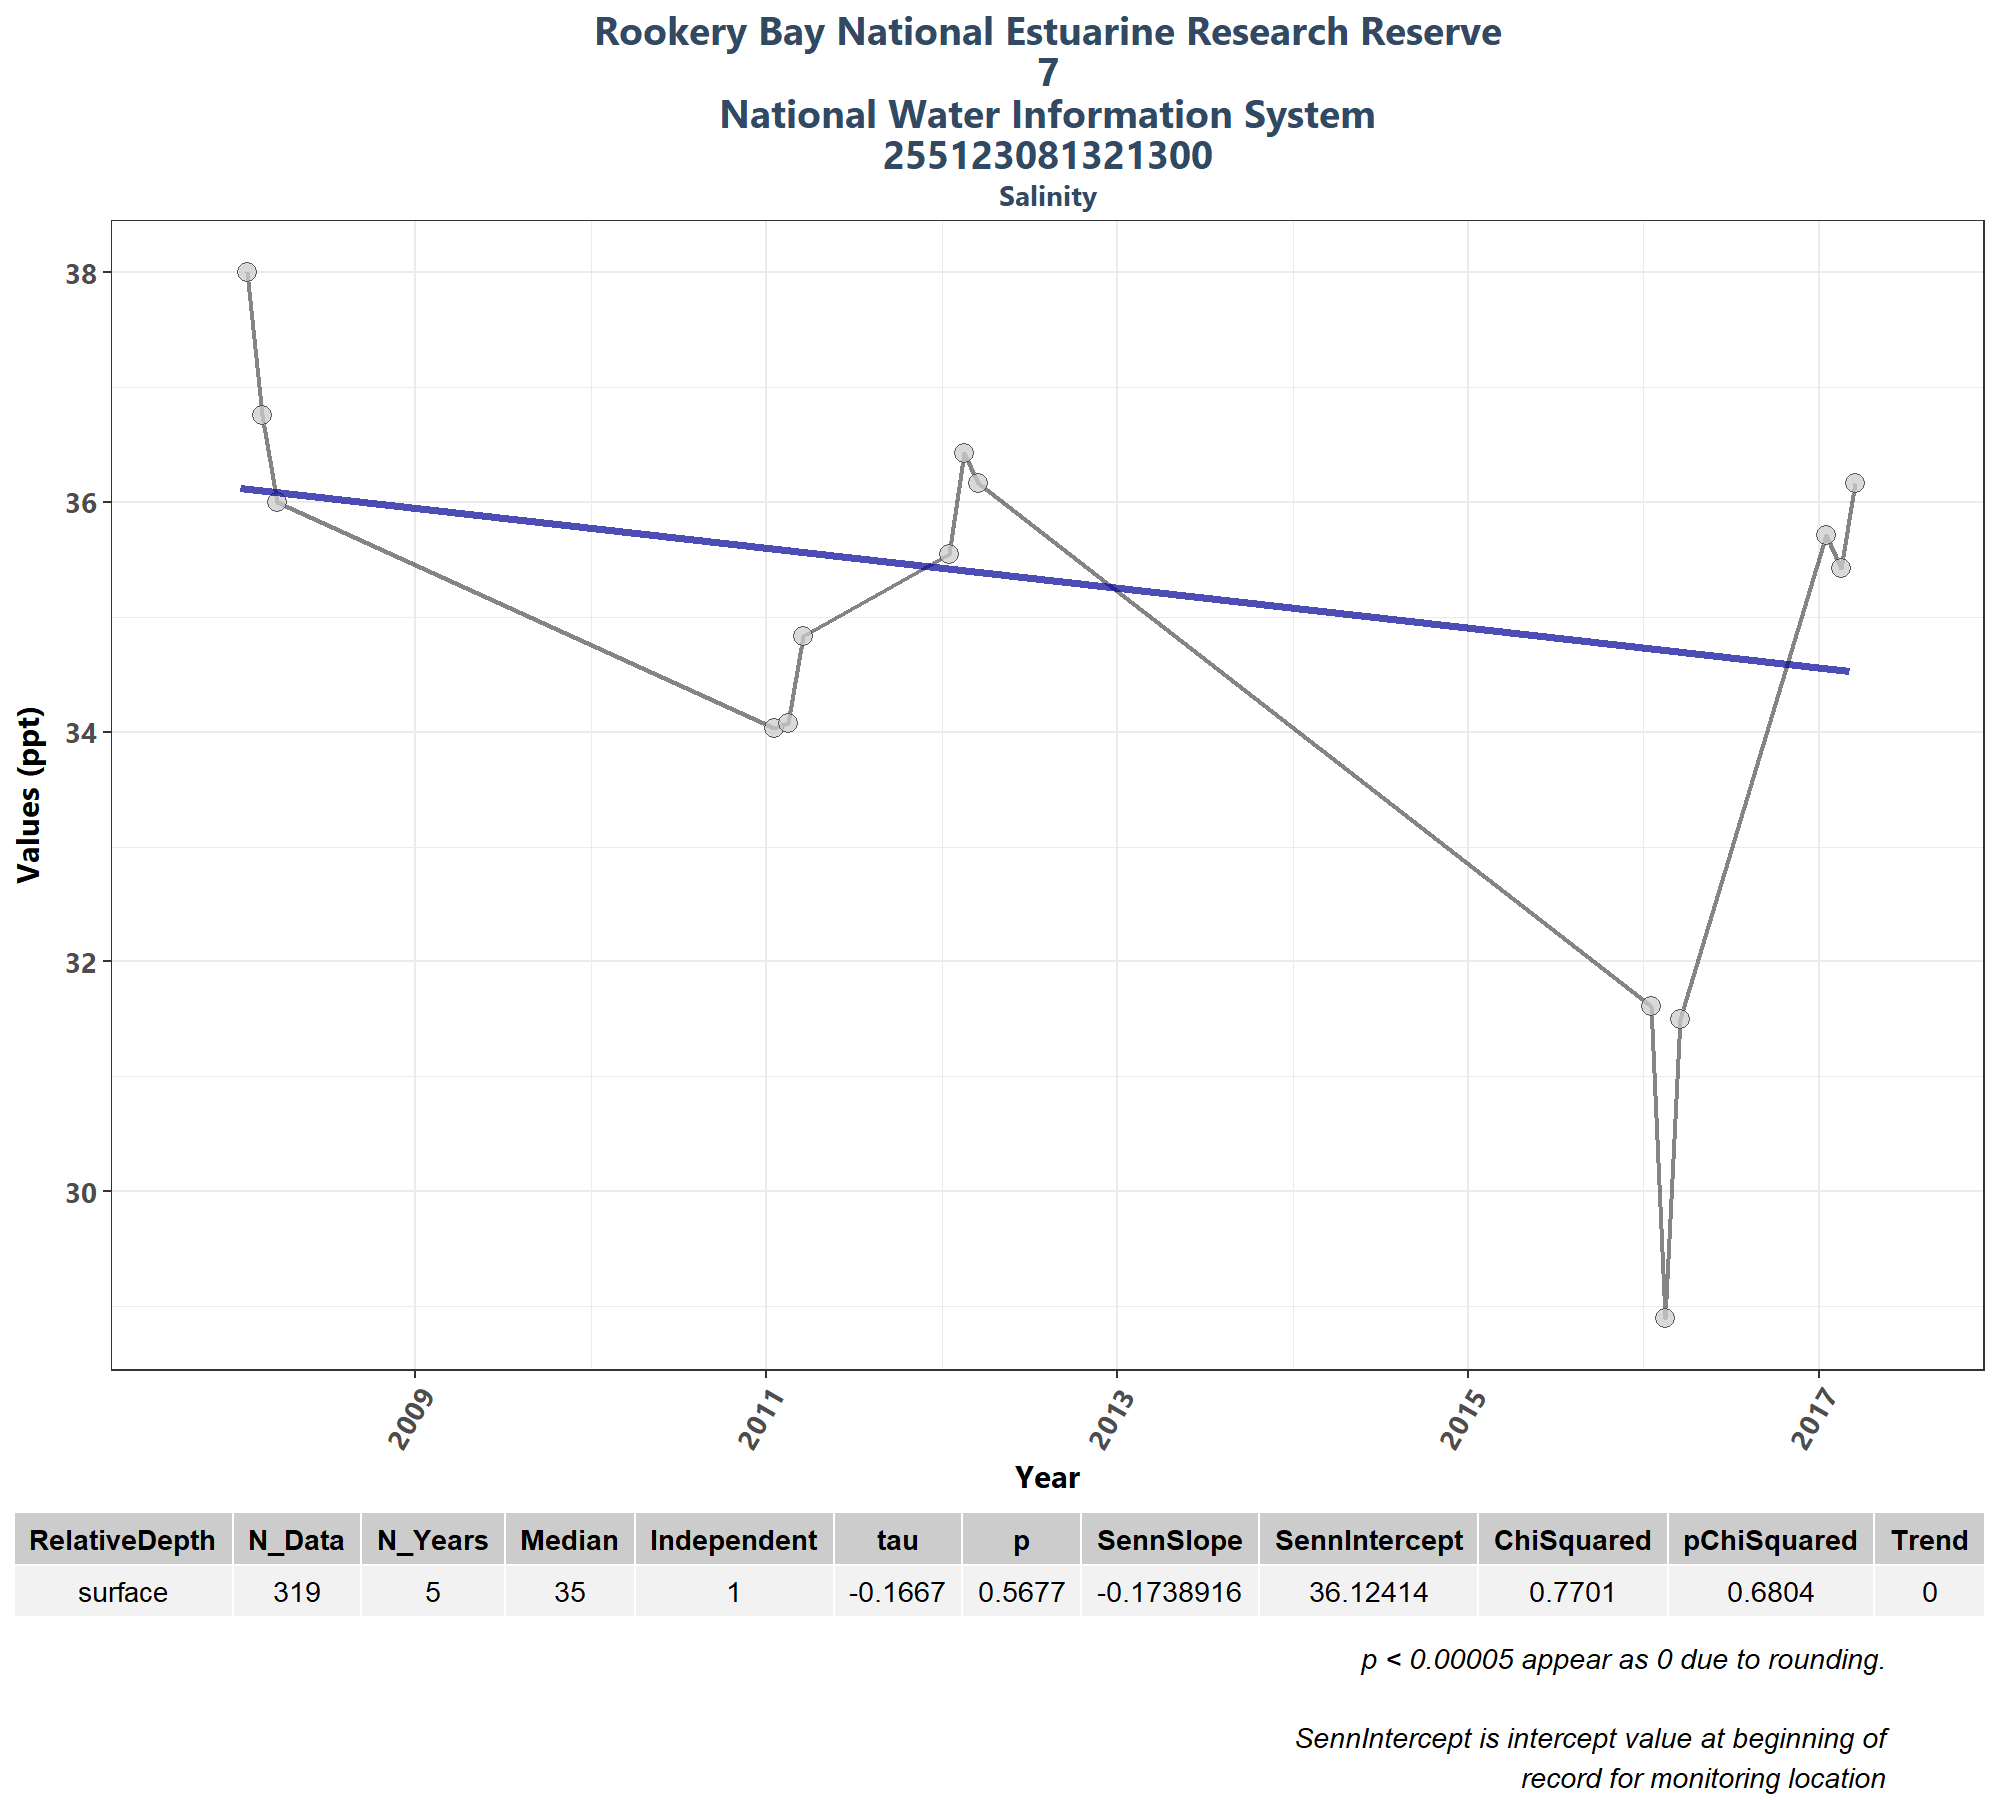 Rookery Bay National Estuarine Research Reserve
7
National Water Information System
255123081321300
Salinity
38
36
34
32
30
Values (ppt)
2009
2011
2013
2015
2017
Year
RelativeDepth N_Data N_Years Median Independent tau p SennSlope SennIntercept ChiSquared pChiSquared Trend
surface 319 5 35 1 -0.1667 0.5677 -0.1738916 36.12414 0.7701 0.6804 0
p < 0.00005 appear as 0 due to rounding.
SennIntercept is intercept value at beginning of
record for monitoring location